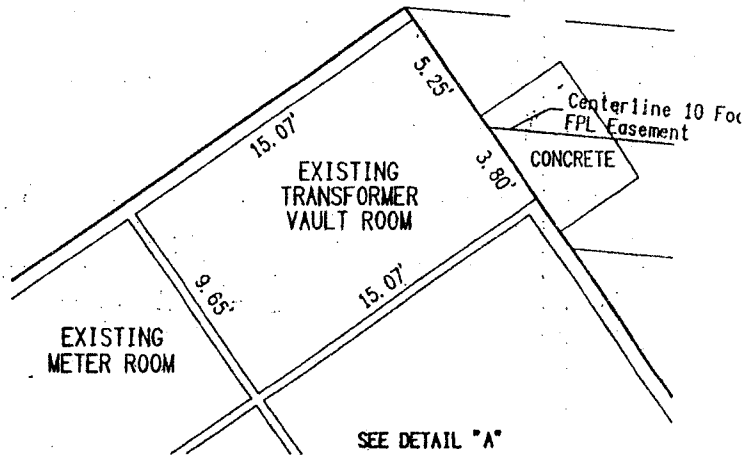 5.25'
15.07'
Centerline 10 Foo
FPL Easement
CONCRETE
3.80'
EXISTING
TRANSFORMER
VAULT ROOM
9.65'
15.07'
EXISTING
METER ROOM
SEE DETAIL "A"